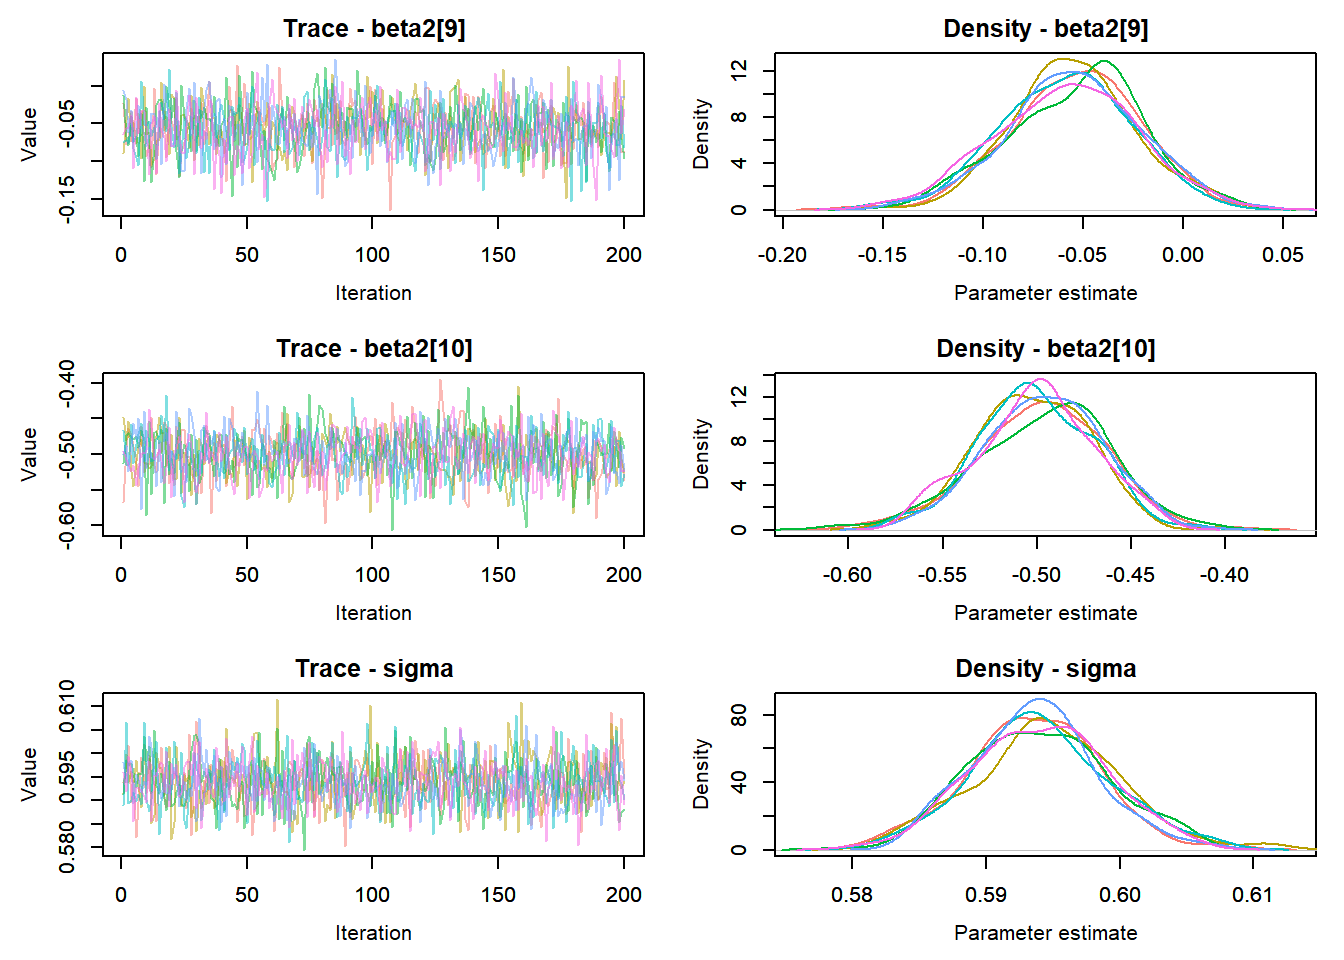 Trace - beta2[9]
Value
-0.15 -0.05
0 50 100 150 200
Iteration
Density - beta2[9]
Density
0 4 8 12
-0.20 -0.15 -0.10 -0.05 0.00 0.05
Parameter estimate
Trace - beta2[10]
Value
-0.60 -0.50 -0.40
0 50 100 150 200
Iteration
Density - beta2[10]
Density
0 4 8 12
-0.60 -0.55 -0.50 -0.45 -0.40
Parameter estimate
Trace - sigma
Value
0.580 0.595 0.610
0 50 100 150 200
Iteration
Density - sigma
Density
0 40 80
0.58 0.59 0.60 0.61
Parameter estimate